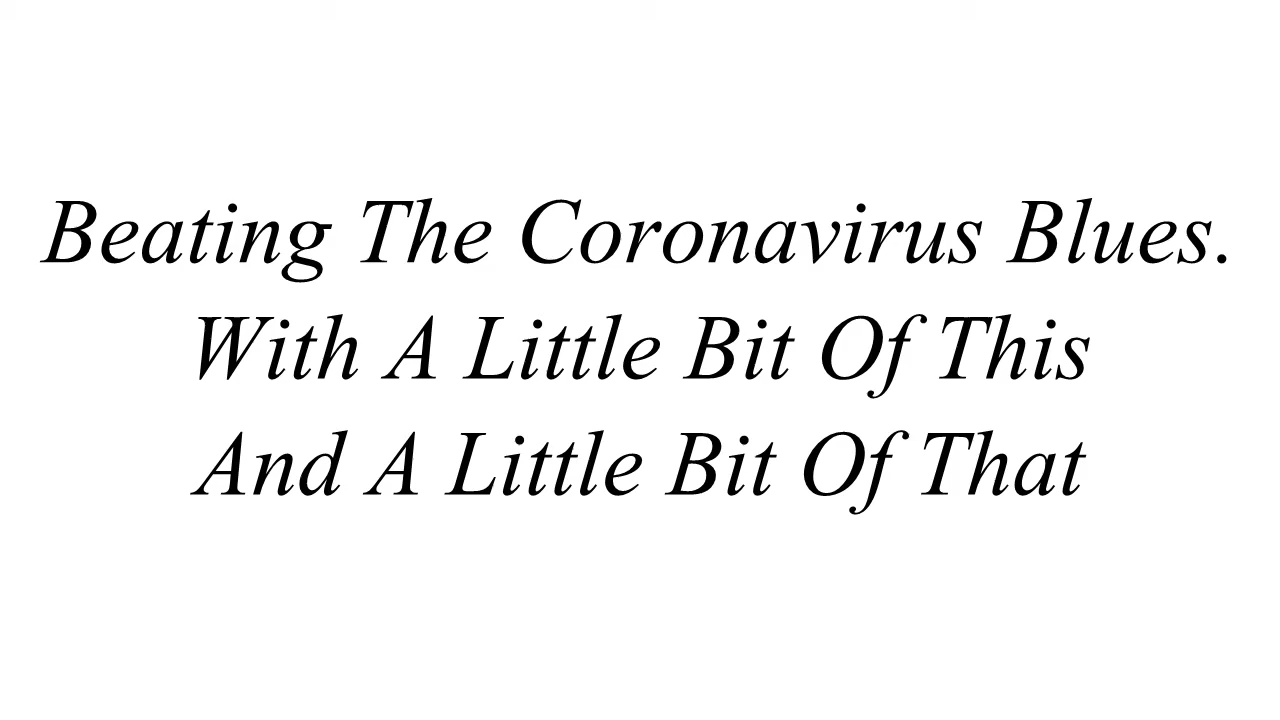 Beating The Coronavirus Blues.
With A Little Bit Of This
And A Little Bit Of That